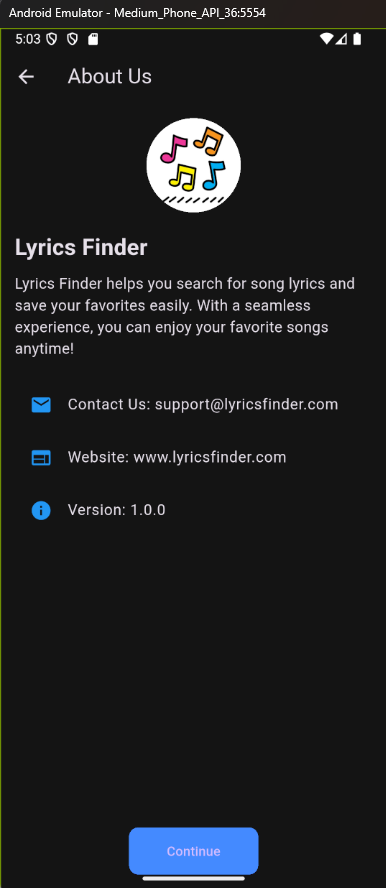 Android Emulator - Medium_Phone_API_36:5554
5:03
About Us
Lyrics Finder
Lyrics Finder helps you search for song lyrics and
save your favorites easily. With a seamless
experience, you can enjoy your favorite songs
anytime!
Contact Us: support@lyricsfinder.com
Website: www.lyricsfinder.com
Version: 1.0.0
Continue